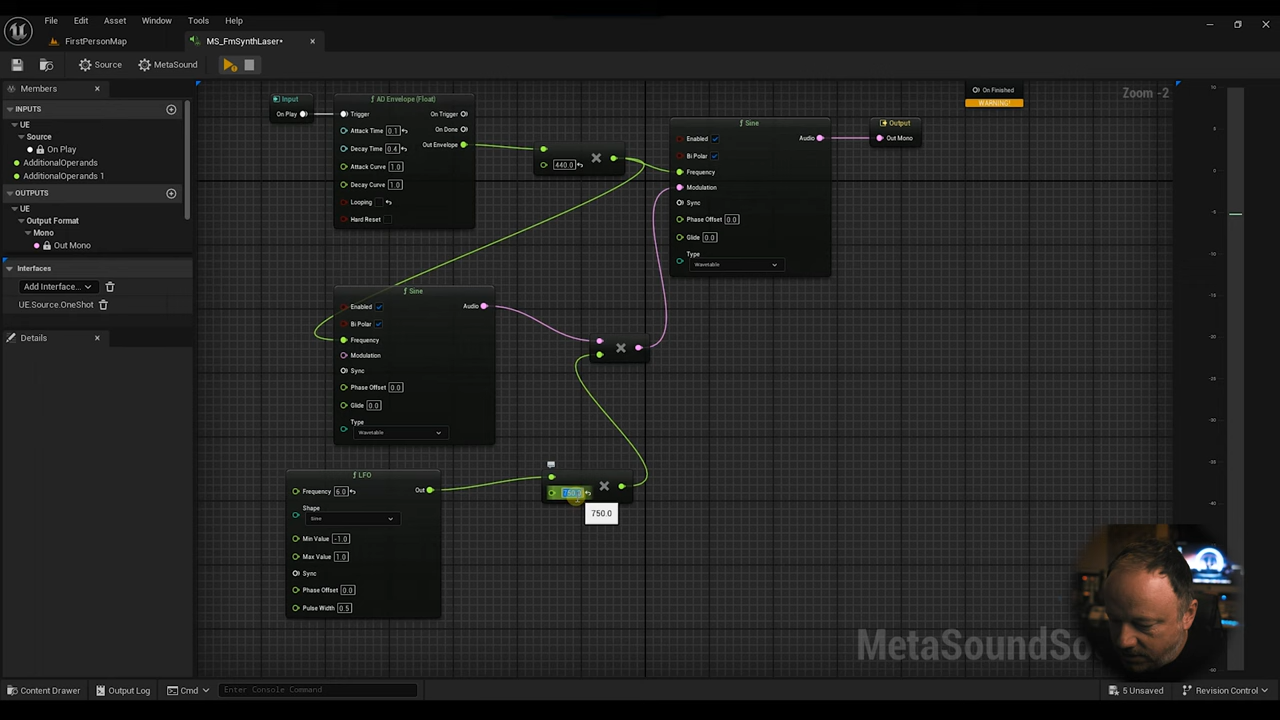 File Edit Asset Window Tools Help
FirstPersonMap
MS_FmSynthLaser*
Source
MetaSound
Members
INPUTS
UE
Source
On Play
AdditionalOperands
AdditionalOperands 1
OUTPUTS
UE
Output Format
Mono
Out Mono
Interfaces
Add Interface...
UE.Source.OneShot
Details
Zoom -2
Input
On Play
AD Envelope (Float)
Trigger
On Trigger
Attack Time 0.1
On Done
Decay Time 0.4
Out Envelope
Attack Curve 1.0
Decay Curve 1.0
Looping
Hard Reset
440.0
Sine
Enabled
Audio
Bi Polar
Frequency
Modulation
Sync
Phase Offset 0.0
Glide 0.0
Type
Wavetable
On Finished
WARNING!
Output
Out Mono
Sine
Enabled
Audio
Bi Polar
Frequency
Modulation
Sync
Phase Offset 0.0
Glide 0.0
Type
Wavetable
LFO
Frequency 6.0
Out
Shape
Sine
Min Value -1.0
Max Value 1.0
Sync
Phase Offset 0.0
Pulse Width 0.5
750.0
750.0
Content Drawer
Output Log
Cmd
Enter Console Command
5 Unsaved
Revision Control